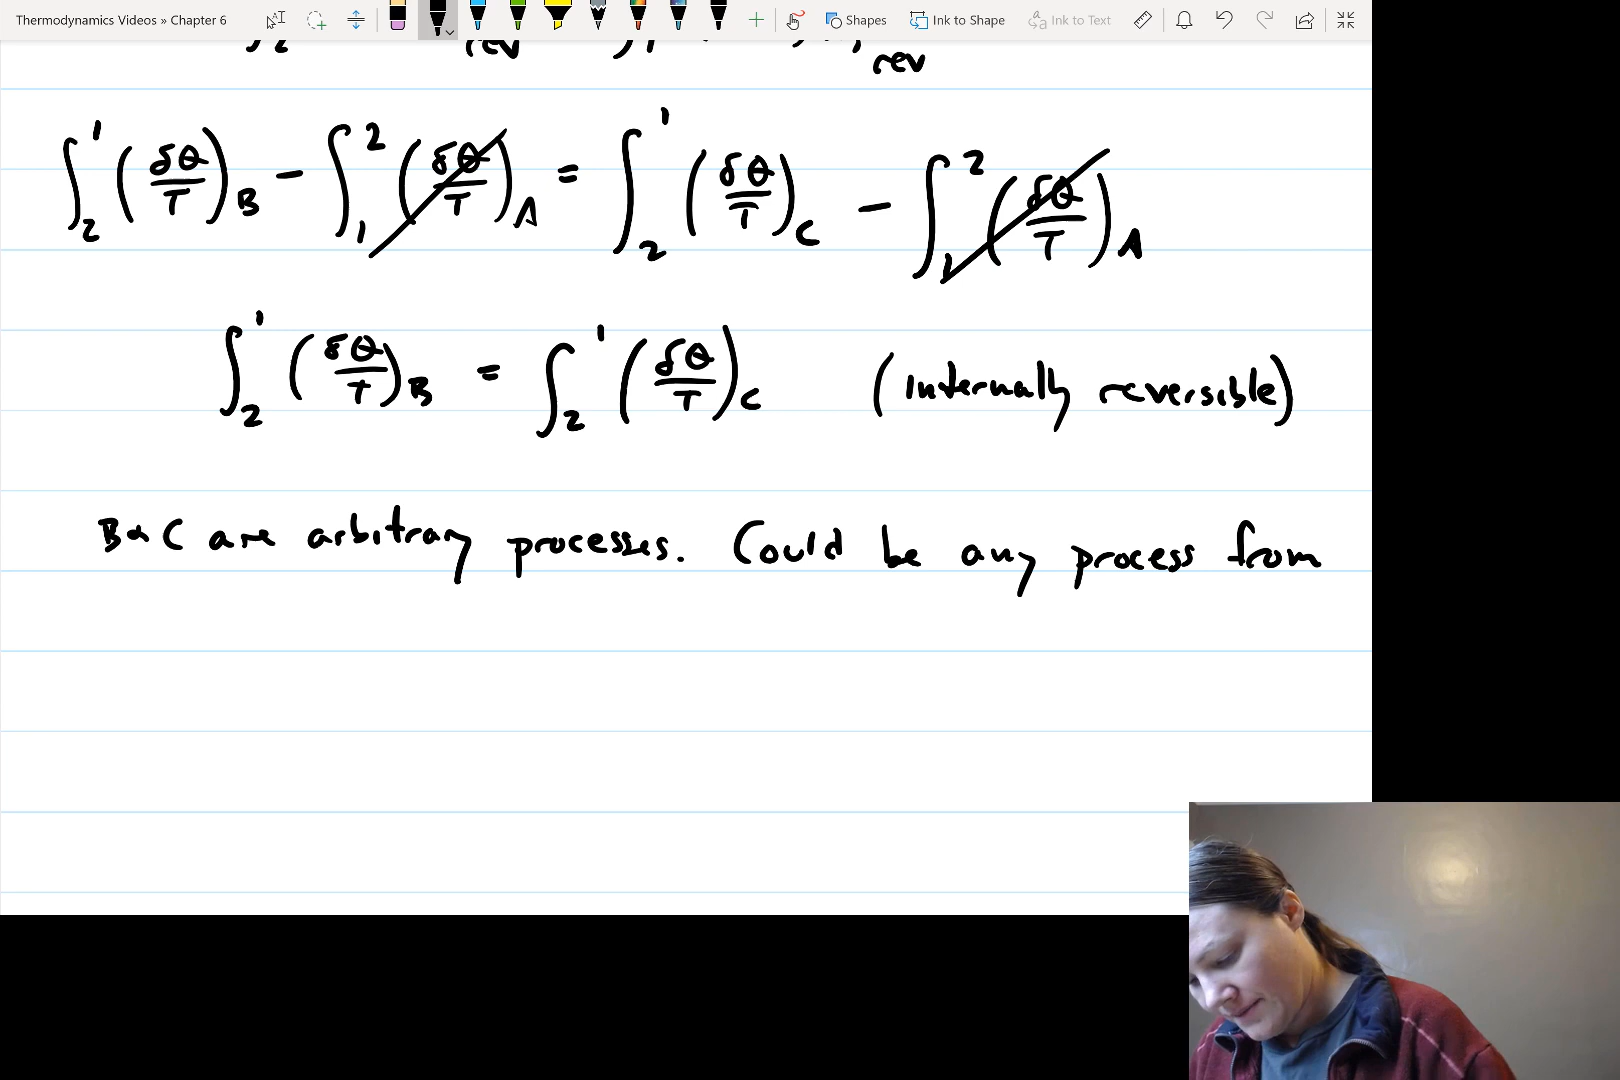 Thermodynamics Videos » Chapter 6 Shapes Ink to Shape Ink to Text
rev rev
∫₂¹ (δQ/T)_B − ∫₁² (δQ/T)_A = ∫₂¹ (δQ/T)_C − ∫₁² (δQ/T)_A
∫₂¹ (δQ/T)_B = ∫₂¹ (δQ/T)_C (internally reversible)
B & C are arbitrary processes. Could be any process from